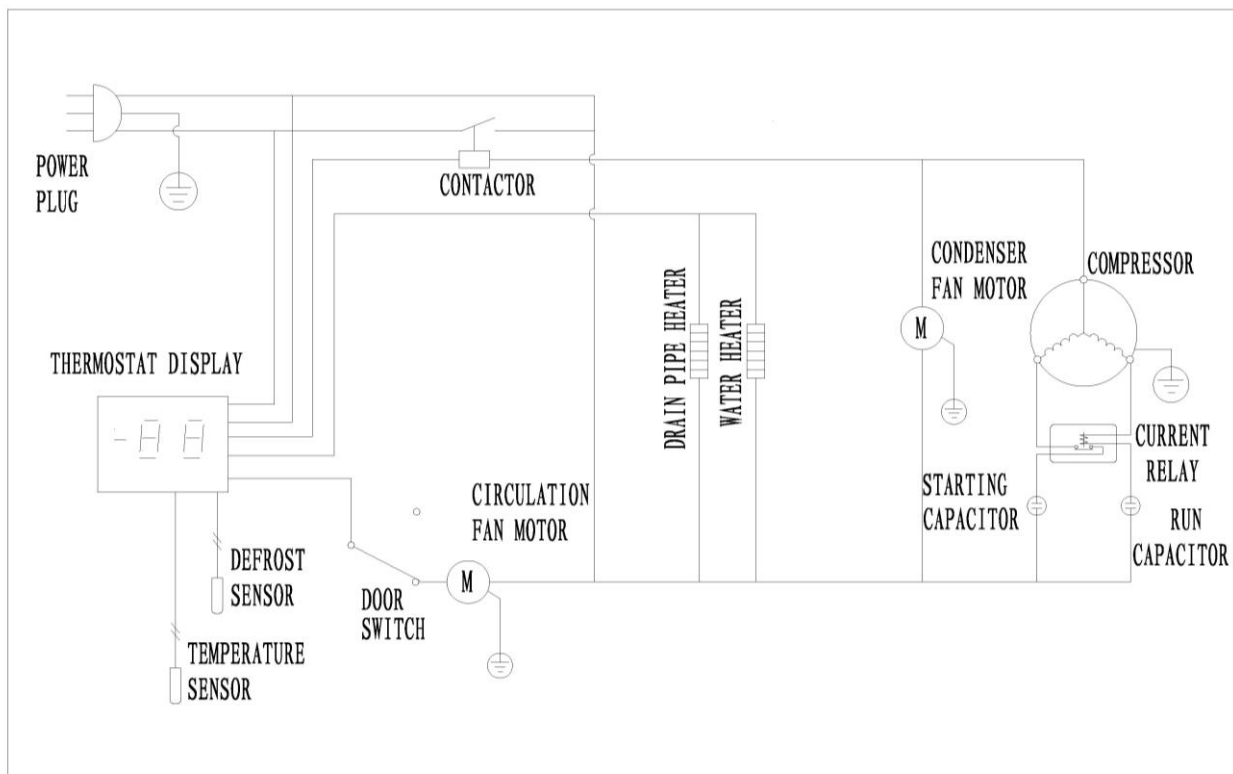 POWER
PLUG
CONTACTOR
CONDENSER
FAN MOTOR
COMPRESSOR
DRAIN PIPE HEATER
WATER HEATER
M
THERMOSTAT DISPLAY
-88
CURRENT
RELAY
STARTING
CAPACITOR
RUN
CAPACITOR
CIRCULATION
FAN MOTOR
M
DEFROST
SENSOR
DOOR
SWITCH
TEMPERATURE
SENSOR